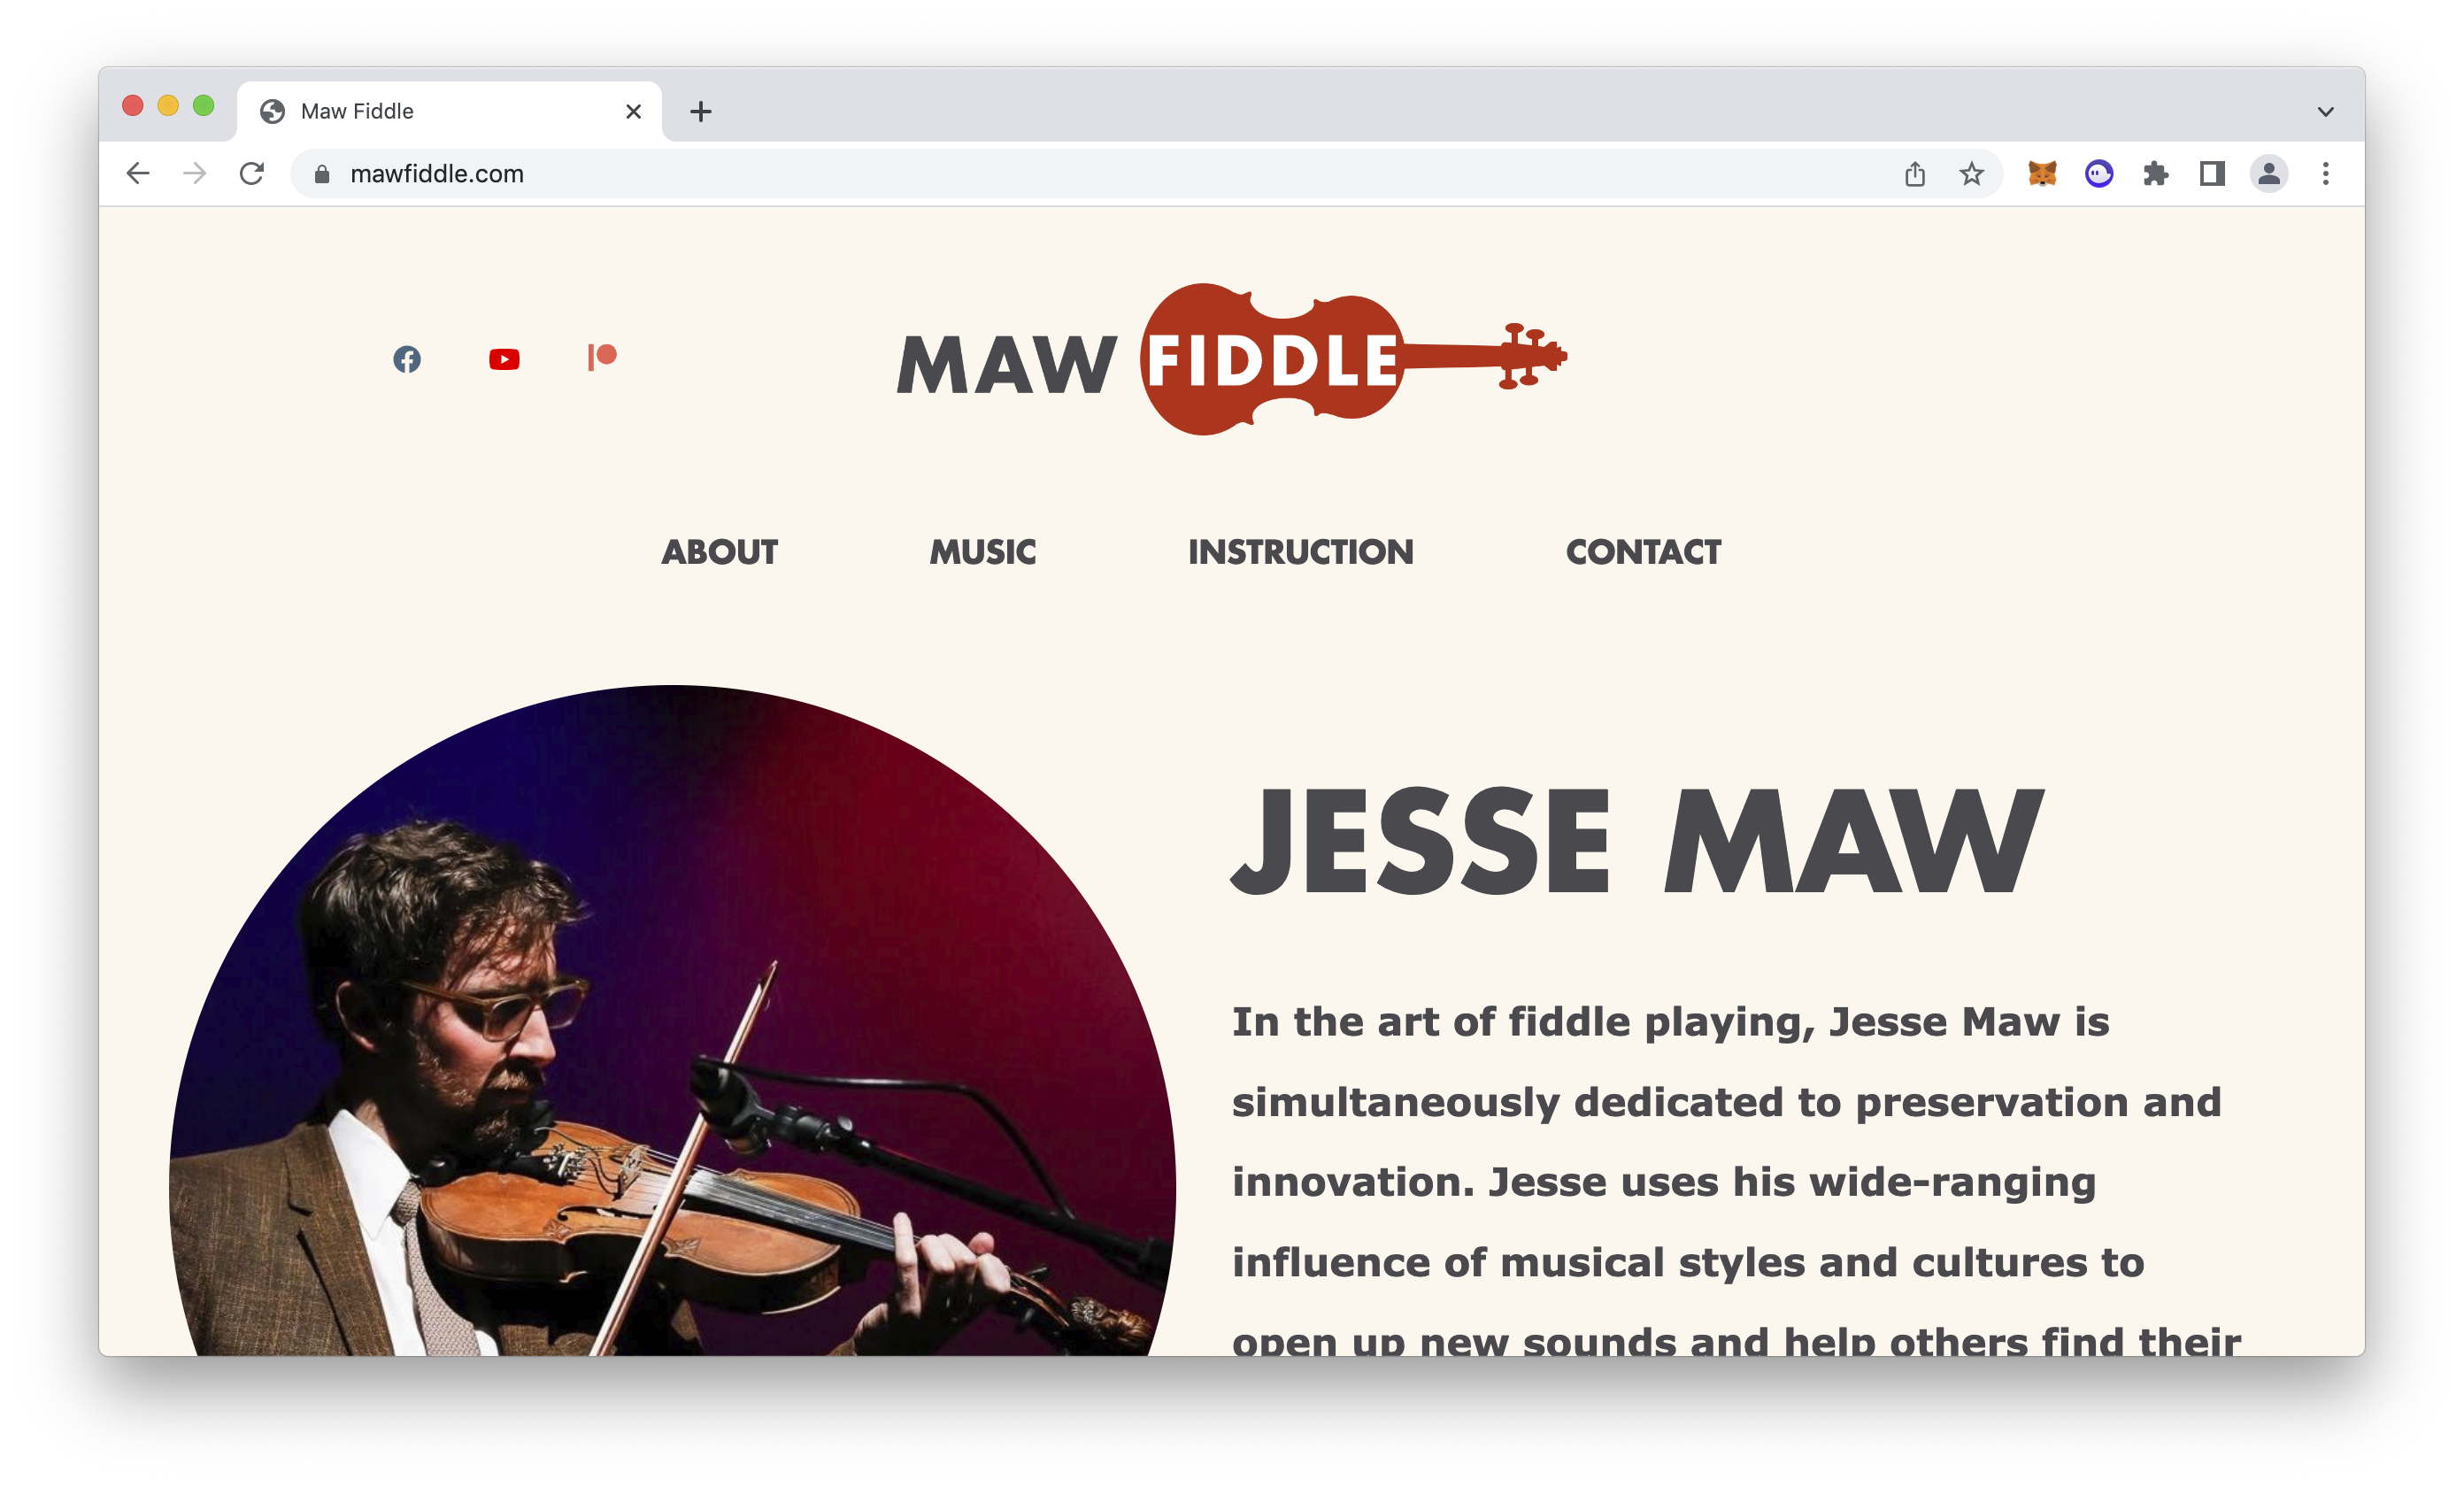 Maw Fiddle
mawfiddle.com
MAW FIDDLE
ABOUT MUSIC INSTRUCTION CONTACT
JESSE MAW
In the art of fiddle playing, Jesse Maw is
simultaneously dedicated to preservation and
innovation. Jesse uses his wide-ranging
influence of musical styles and cultures to
open up new sounds and help others find their